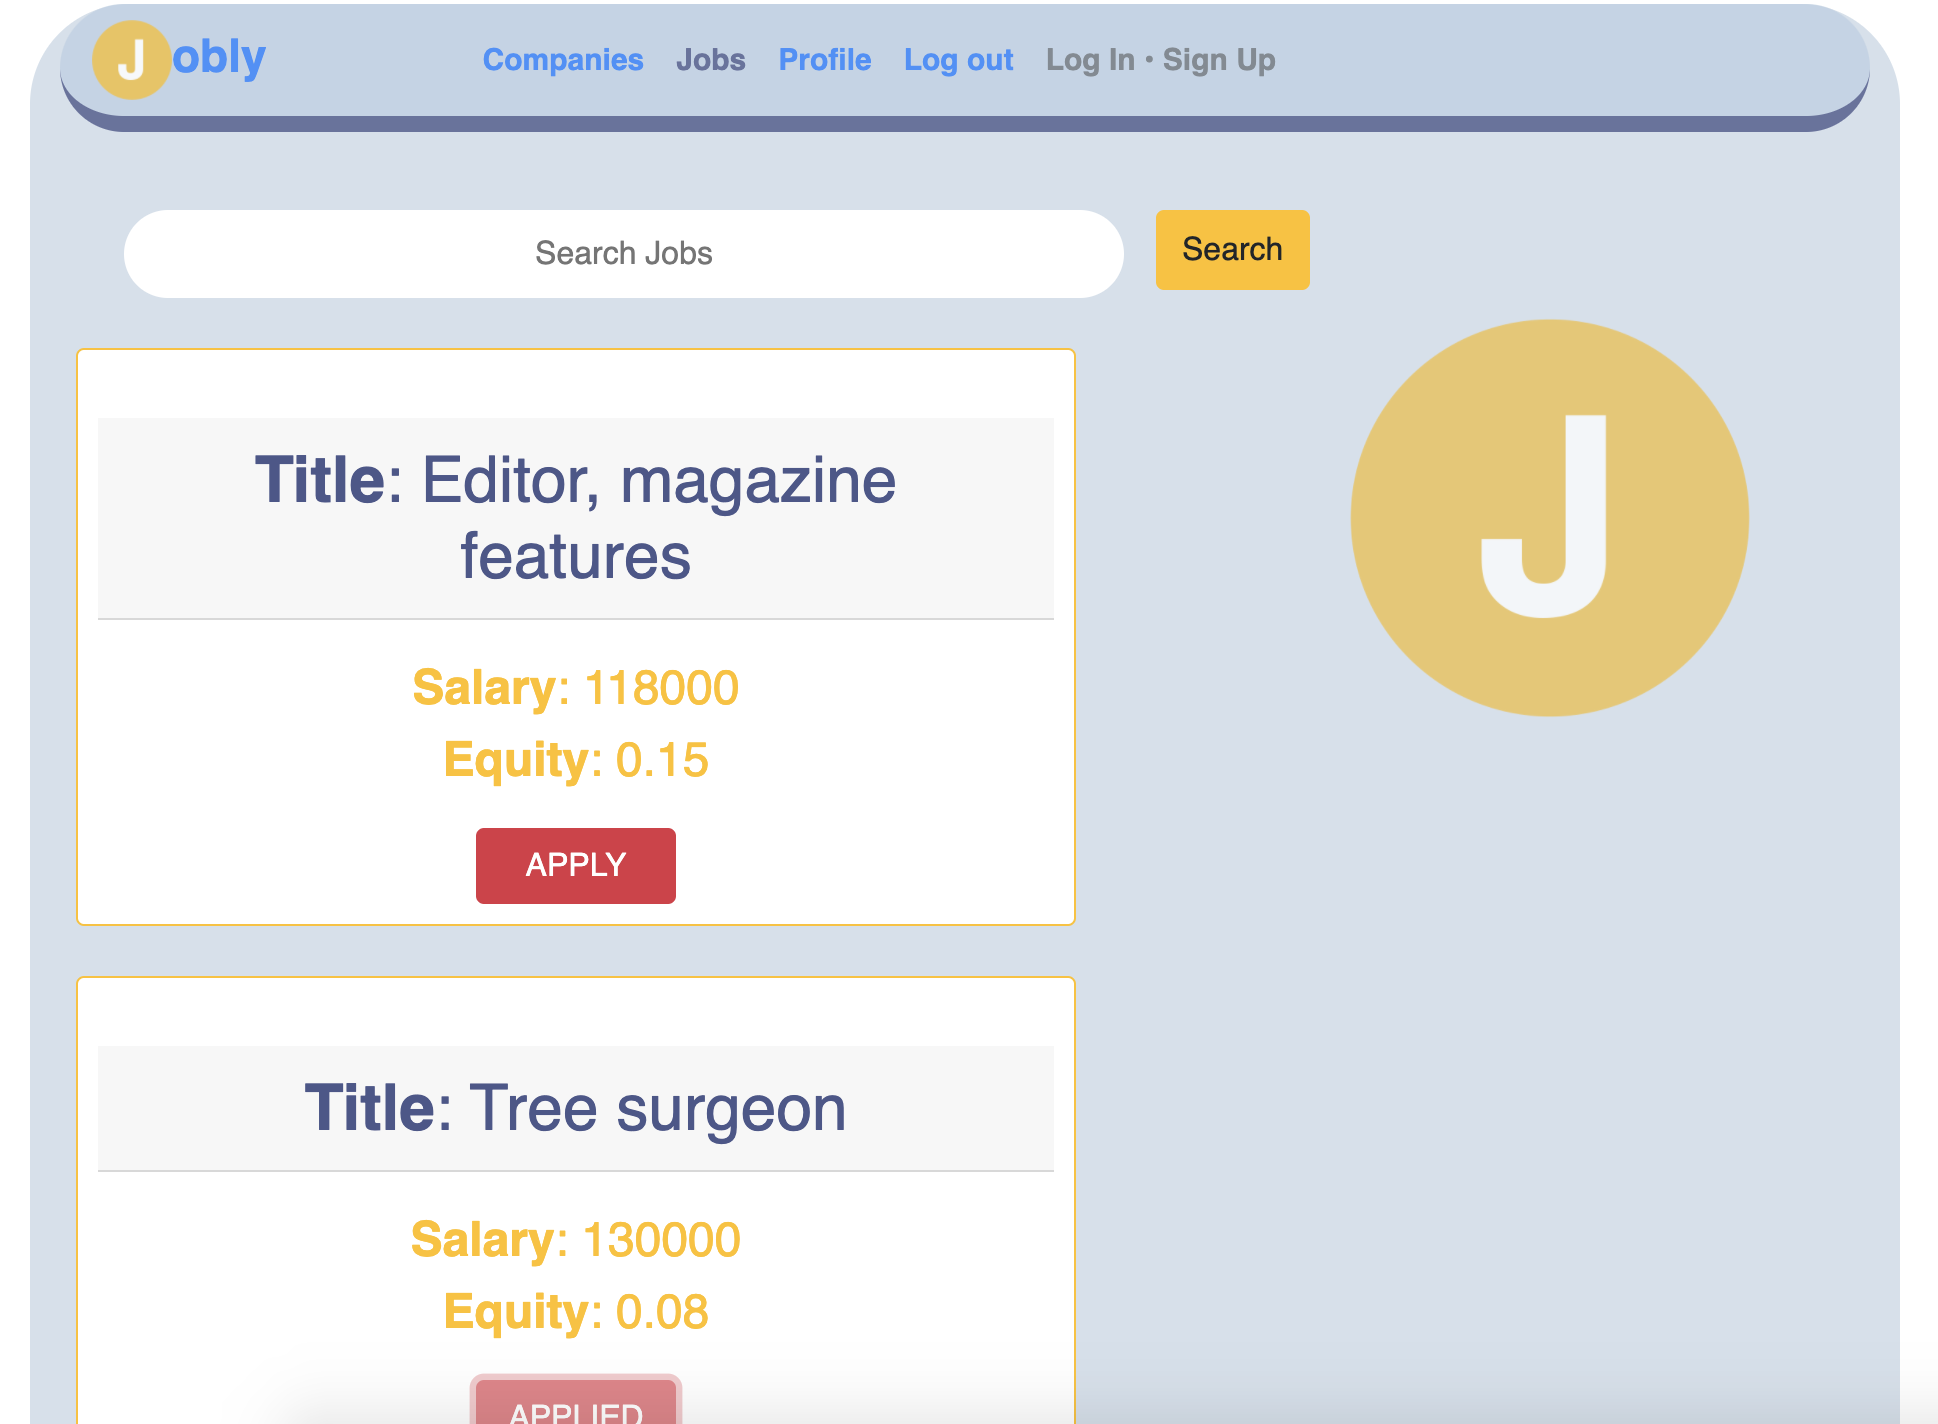 Jobly
Companies Jobs Profile Log out Log In • Sign Up
Search Jobs
Search
J
Title: Editor, magazine
features
Salary: 118000
Equity: 0.15
APPLY
Title: Tree surgeon
Salary: 130000
Equity: 0.08
APPLIED